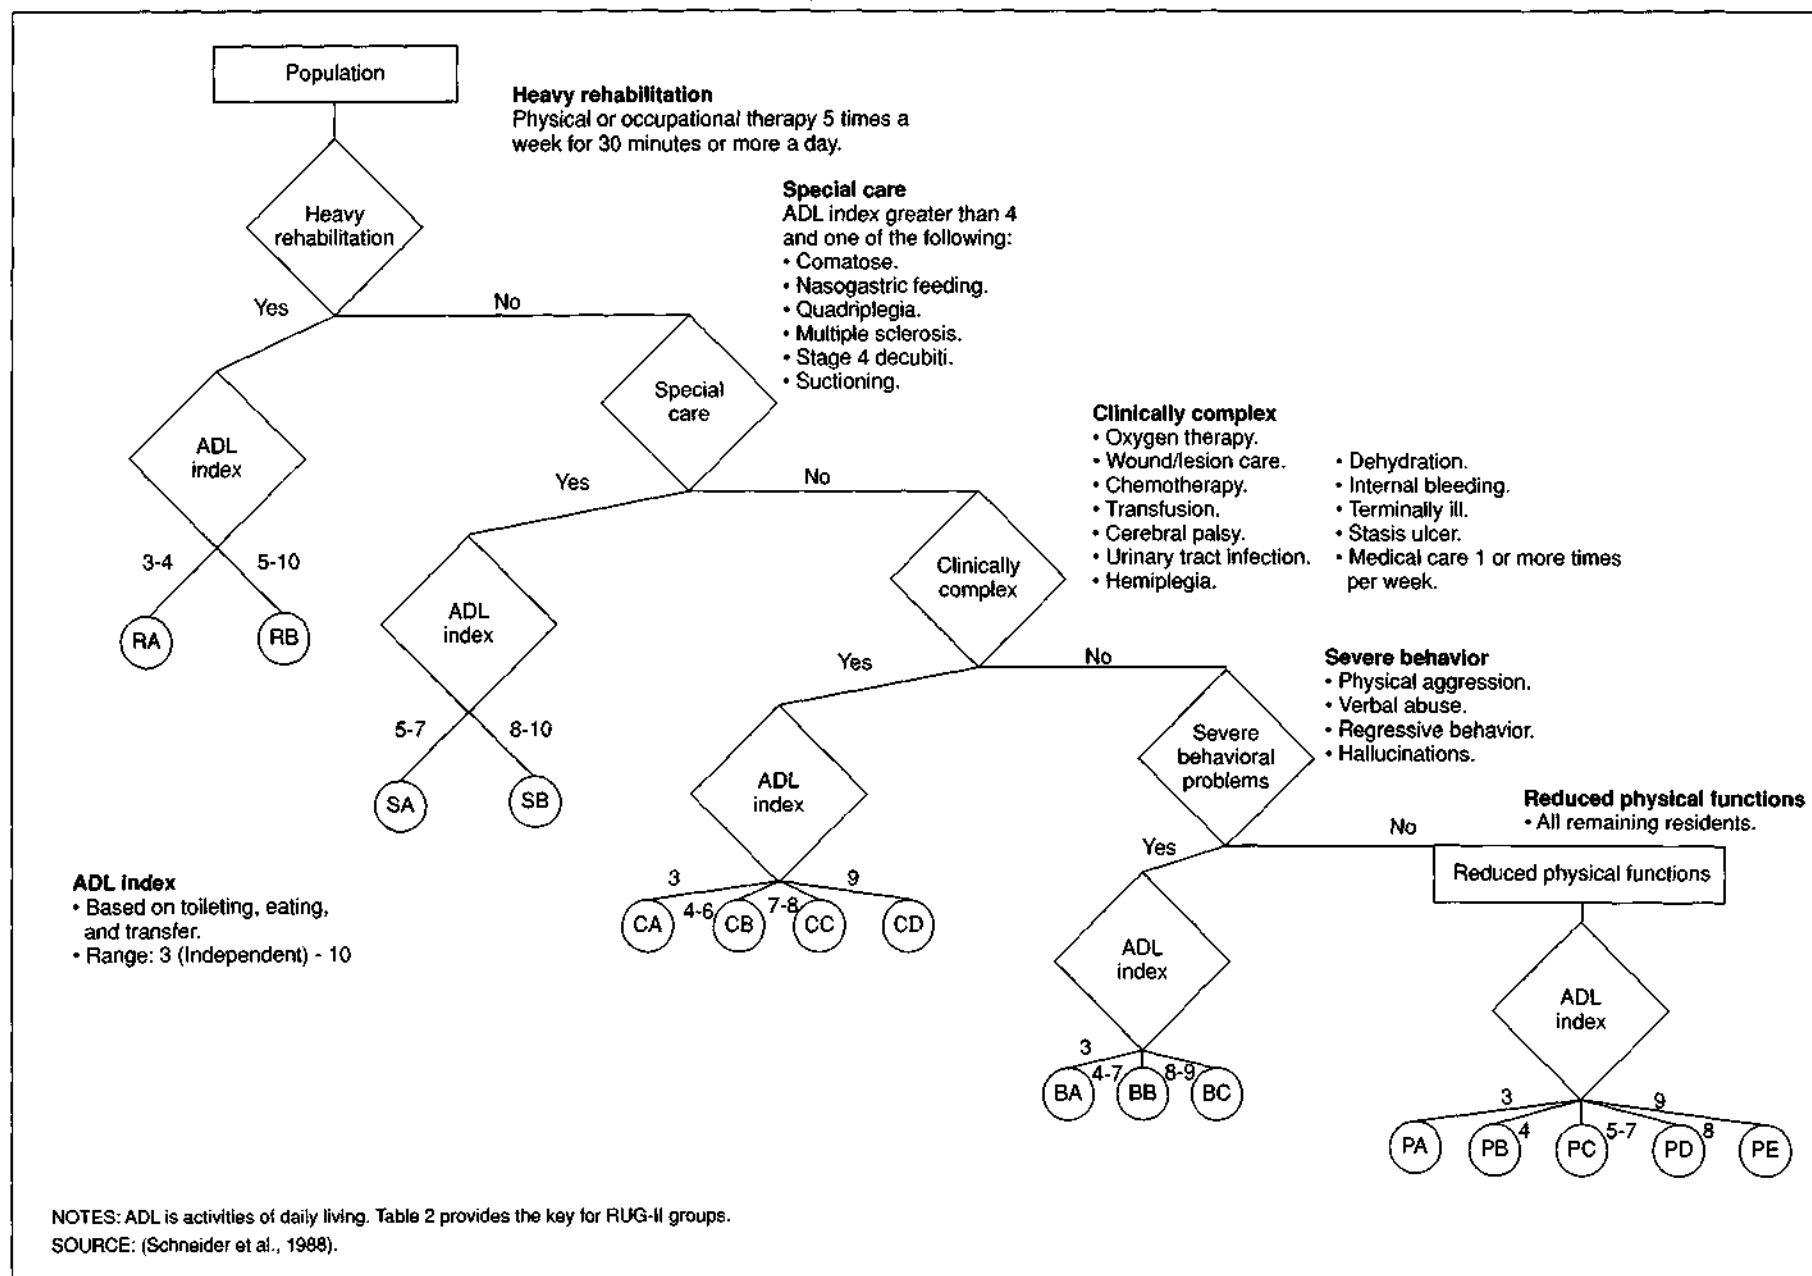 Population
Heavy rehabilitation
Physical or occupational therapy 5 times a
week for 30 minutes or more a day.
Heavy
rehabilitation
Yes
No
Special care
ADL index greater than 4
and one of the following:
• Comatose.
• Nasogastric feeding.
• Quadriplegia.
• Multiple sclerosis.
• Stage 4 decubiti.
• Suctioning.
ADL
index
3-4
5-10
RA
RB
Special
care
Yes
No
ADL
index
5-7
8-10
SA
SB
Clinically complex
• Oxygen therapy.
• Wound/lesion care.
• Chemotherapy.
• Transfusion.
• Cerebral palsy.
• Urinary tract infection.
• Hemiplegia.
• Dehydration.
• Internal bleeding.
• Terminally ill.
• Stasis ulcer.
• Medical care 1 or more times
per week.
Clinically
complex
Yes
No
ADL
index
3
4-6
7-8
9
CA
CB
CC
CD
Severe behavior
• Physical aggression.
• Verbal abuse.
• Regressive behavior.
• Hallucinations.
Severe
behavioral
problems
Yes
No
ADL
index
3
4-7
8-9
BA
BB
BC
Reduced physical functions
• All remaining residents.
Reduced physical functions
ADL
index
3
4
5-7
8
9
PA
PB
PC
PD
PE
ADL index
• Based on toileting, eating,
and transfer.
• Range: 3 (Independent) - 10
NOTES: ADL is activities of daily living. Table 2 provides the key for RUG-II groups.
SOURCE: (Schneider et al., 1988).